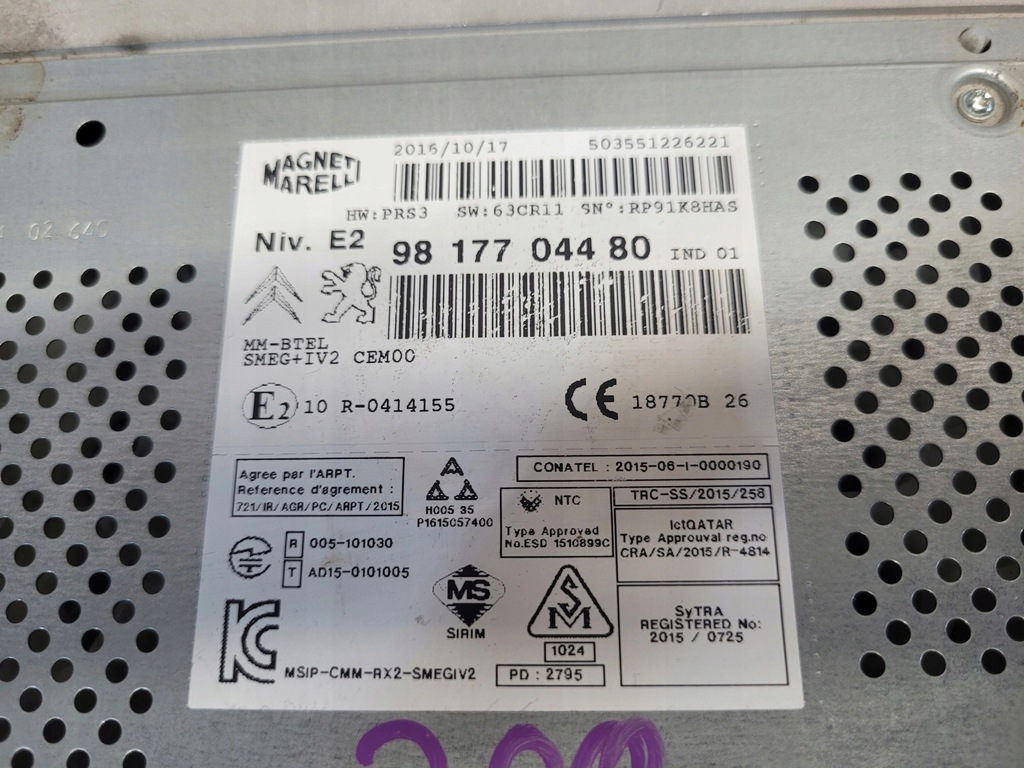 02 640
MAGNETI
MARELLI
2016/10/17 503551226221
HW:PRS3 SW:63CR11 SN°:RP91K8HAS
Niv. E2 98 177 044 80 IND 01
MM-BTEL
SMEG+IV2 CEM00
E2 10 R-0414155 CE 26
Agree par l'ARPT.
Reference d'agrement :
721/IR/AGR/PC/ARPT/2015
H005 35
P1615057400
CONATEL : 2015-06-I-0000190
NTC
Type Approved
No.ESD 1510899C
TRC-SS/2015/258
IctQATAR
Type Approuval reg.no
CRA/SA/2015/R-4814
R 005-101030
T AD15-0101005
MS
SIRIM
SM
1024
PD : 2795
SyTRA
REGISTERED No:
2015 / 0725
KC
MSIP-CMM-RX2-SMEGIV2